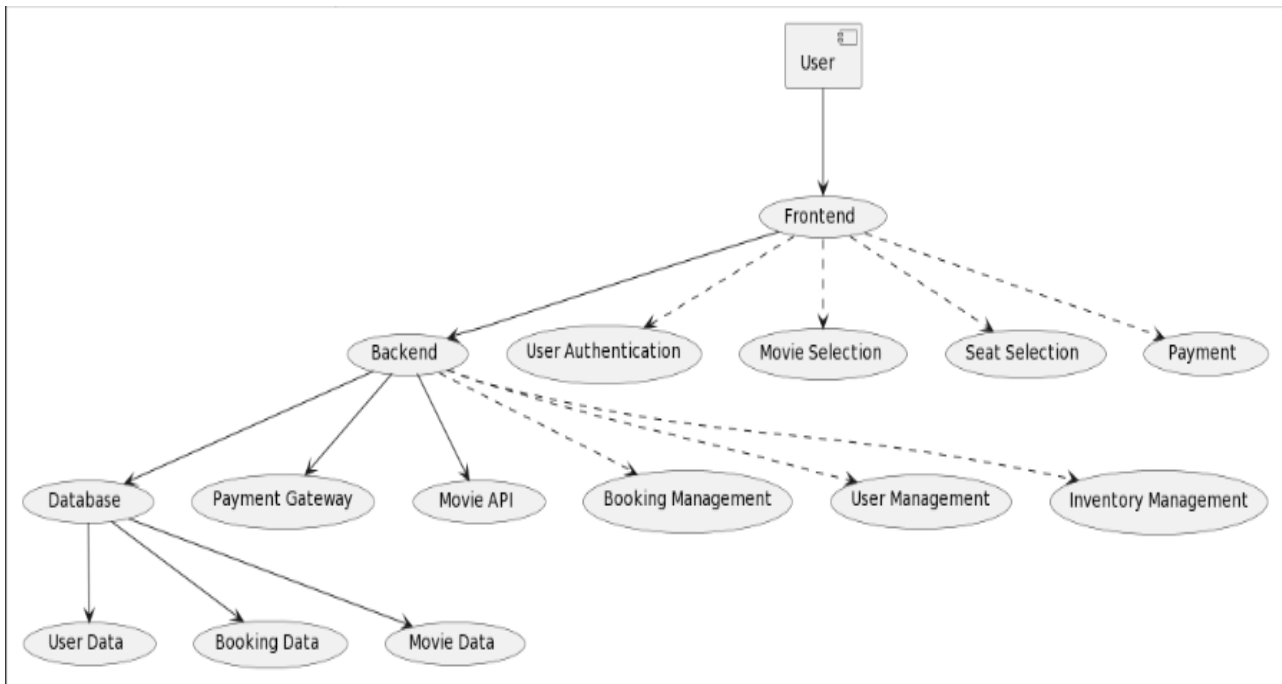 User
Frontend
Backend
User Authentication
Movie Selection
Seat Selection
Payment
Database
Payment Gateway
Movie API
Booking Management
User Management
Inventory Management
User Data
Booking Data
Movie Data